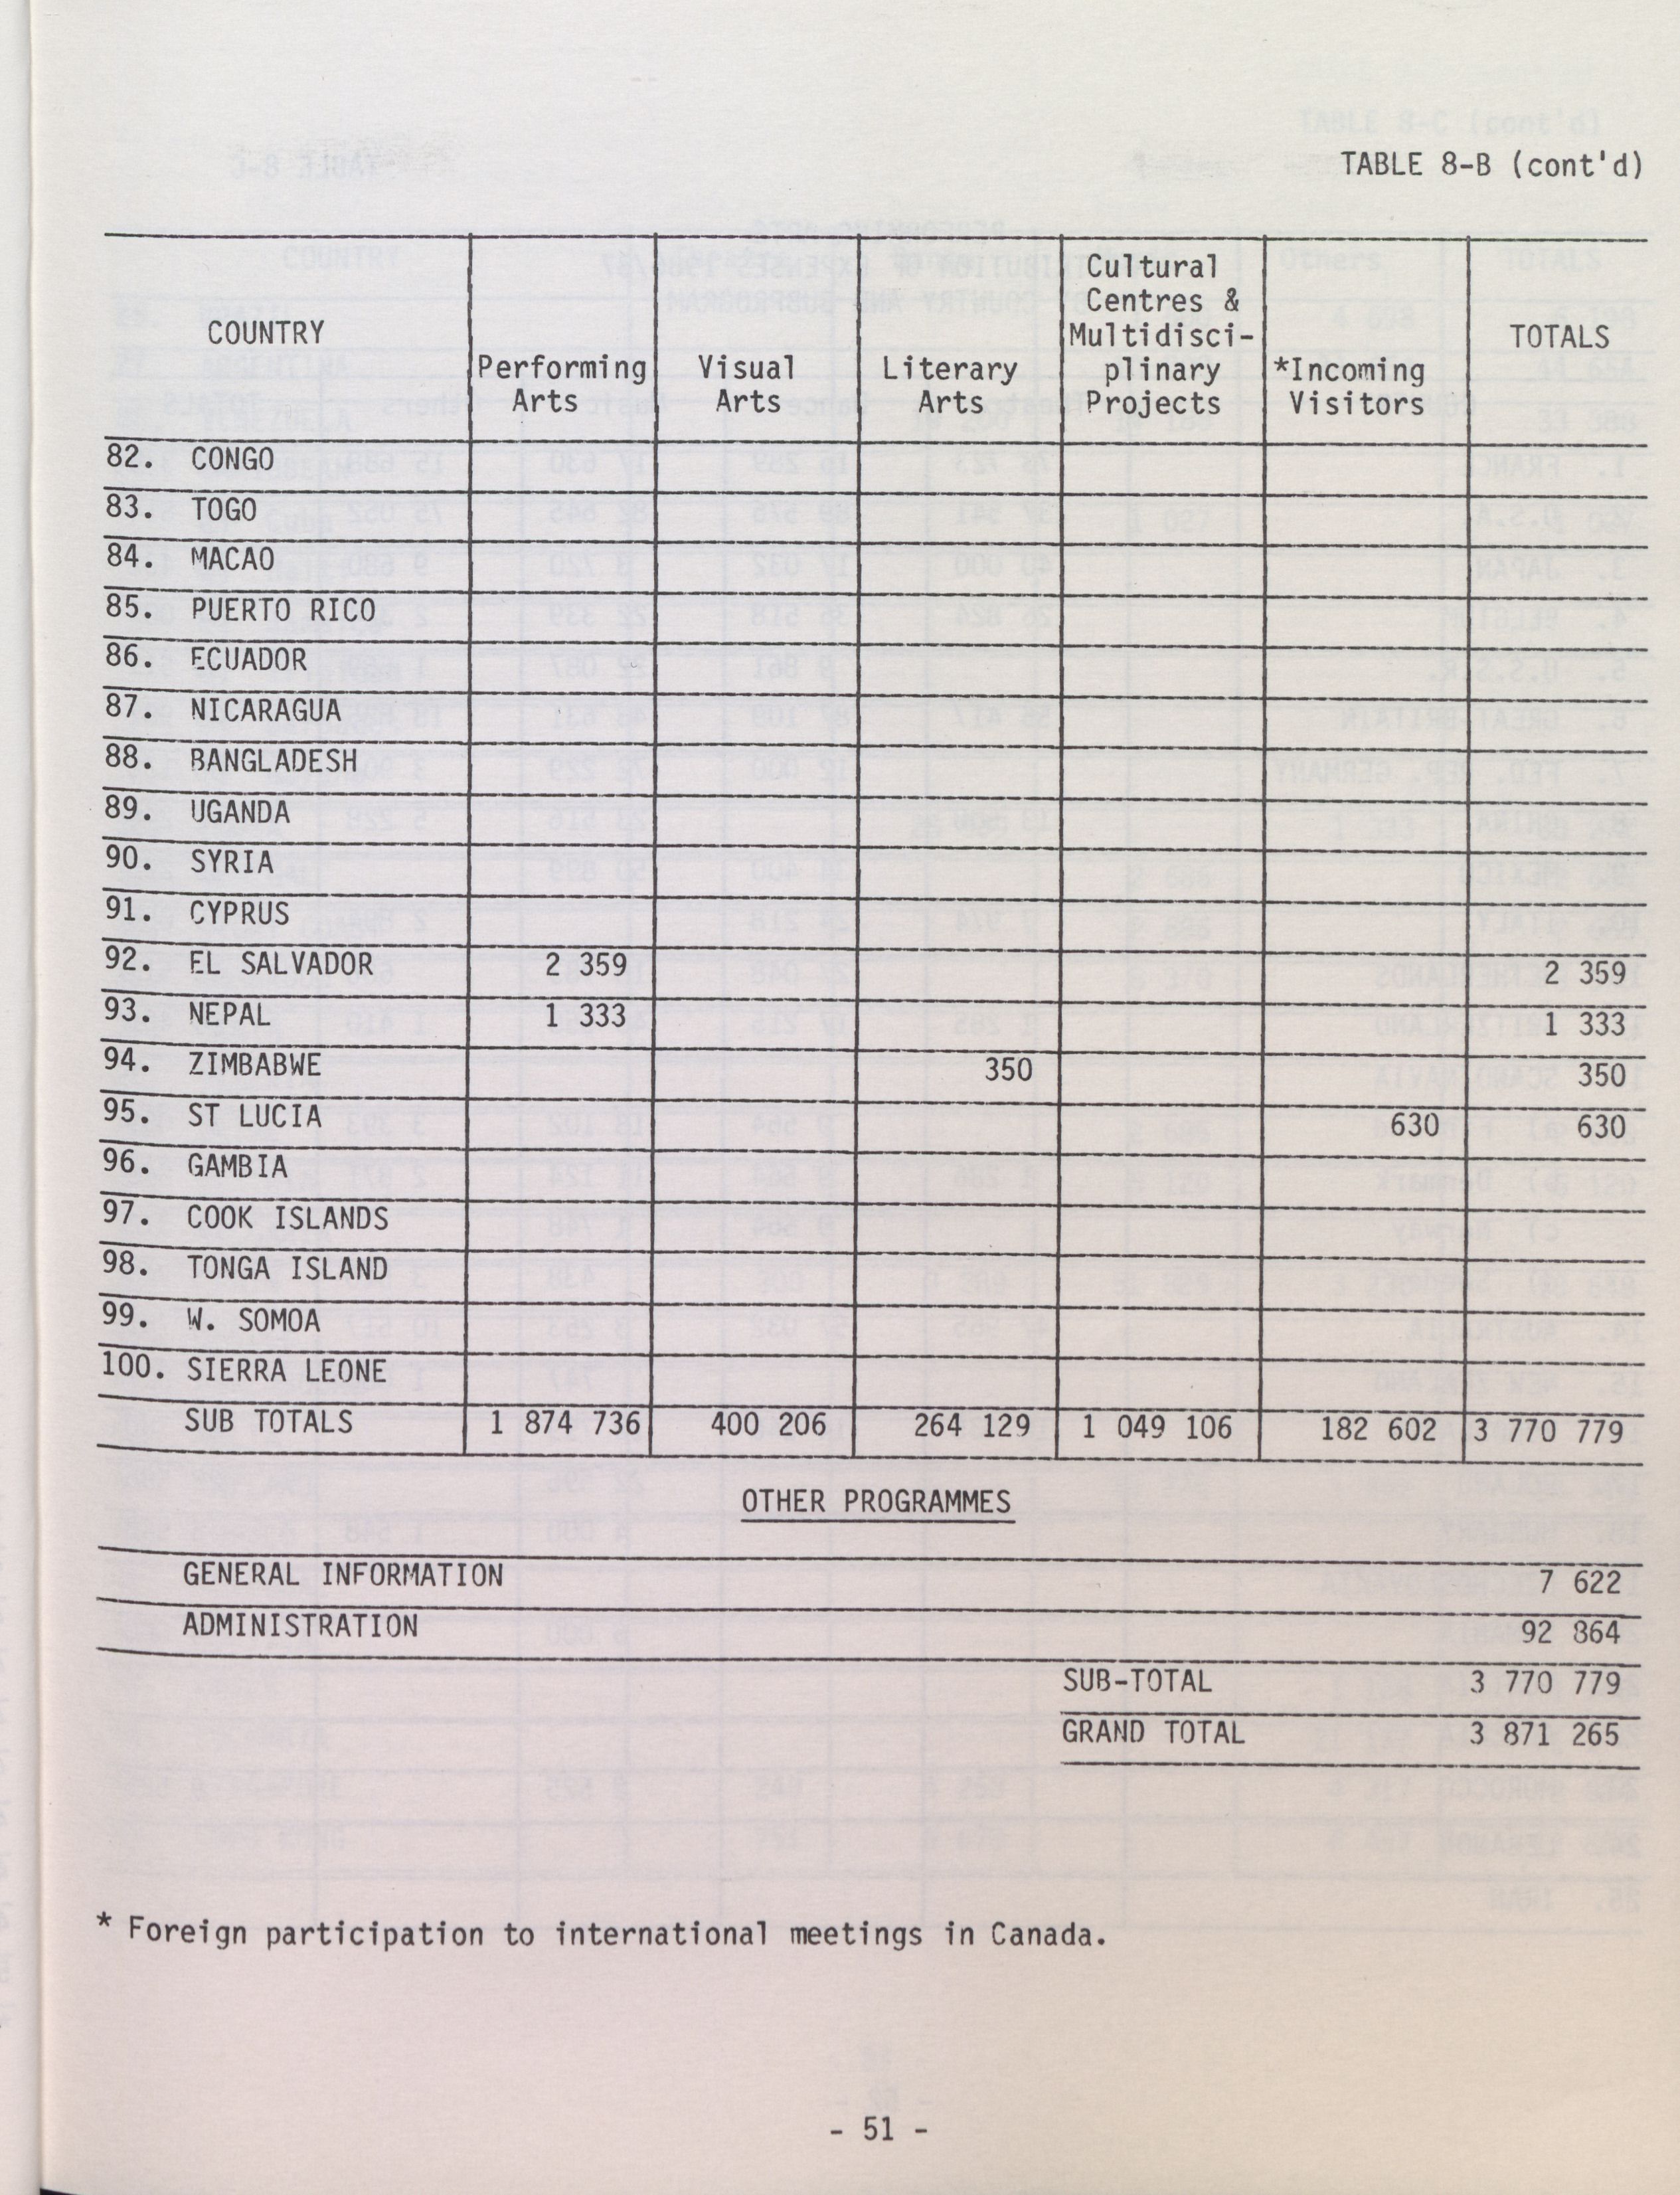 TABLE 8-B (cont'd)
COUNTRY Performing Arts Visual Arts Literary Arts Cultural Centres & Multidisci-plinary Projects *Incoming Visitors TOTALS
82. CONGO
83. TOGO
84. MACAO
85. PUERTO RICO
86. ECUADOR
87. NICARAGUA
88. BANGLADESH
89. UGANDA
90. SYRIA
91. CYPRUS
92. EL SALVADOR 2 359 2 359
93. NEPAL 1 333 1 333
94. ZIMBABWE 350 350
95. ST LUCIA 630 630
96. GAMBIA
97. COOK ISLANDS
98. TONGA ISLAND
99. W. SOMOA
100. SIERRA LEONE
SUB TOTALS 1 874 736 400 206 264 129 1 049 106 182 602 3 770 779
OTHER PROGRAMMES
GENERAL INFORMATION 7 622
ADMINISTRATION 92 864
SUB-TOTAL 3 770 779
GRAND TOTAL 3 871 265
* Foreign participation to international meetings in Canada.
- 51 -